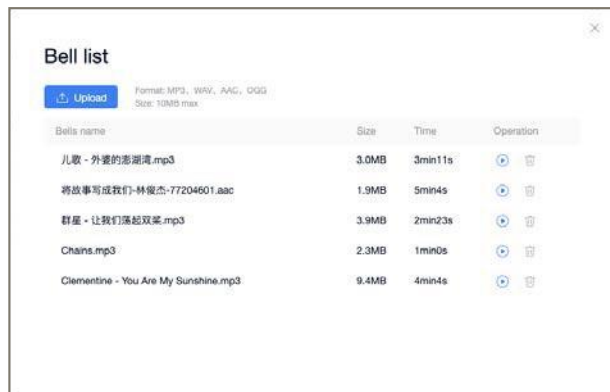 Bell list
Upload
Format: MP3、WAV、AAC、OGG
Size: 10MB max
Bells name Size Time Operation
儿歌 - 外婆的澎湖湾.mp3 3.0MB 3min11s
将故事写成我们-林俊杰-77204601.aac 1.9MB 5min4s
群星 - 让我们荡起双桨.mp3 3.9MB 2min23s
Chains.mp3 2.3MB 1min0s
Clementine - You Are My Sunshine.mp3 9.4MB 4min4s